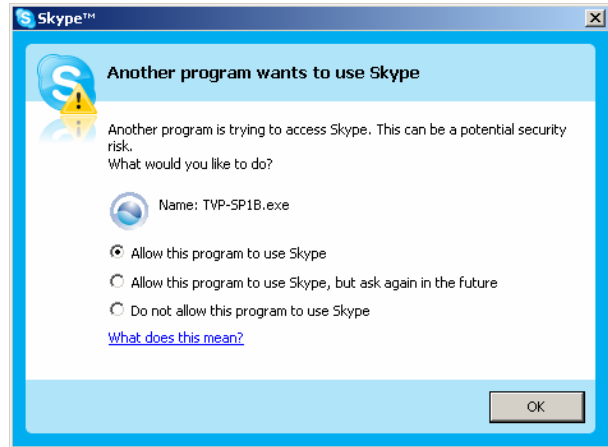 Skype™
Another program wants to use Skype
Another program is trying to access Skype. This can be a potential security
risk.
What would you like to do?
Name: TVP-SP1B.exe
Allow this program to use Skype
Allow this program to use Skype, but ask again in the future
Do not allow this program to use Skype
What does this mean?
OK